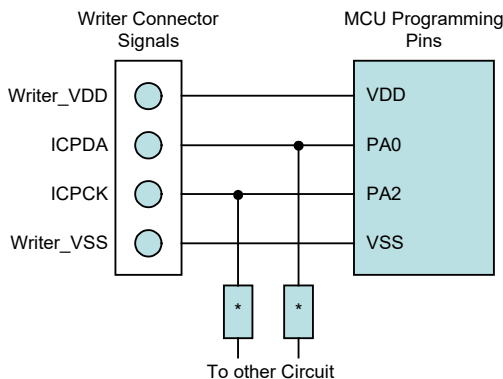 Writer Connector
Signals
MCU Programming
Pins
Writer_VDD
VDD
ICPDA
PA0
ICPCK
PA2
Writer_VSS
VSS
* *
To other Circuit